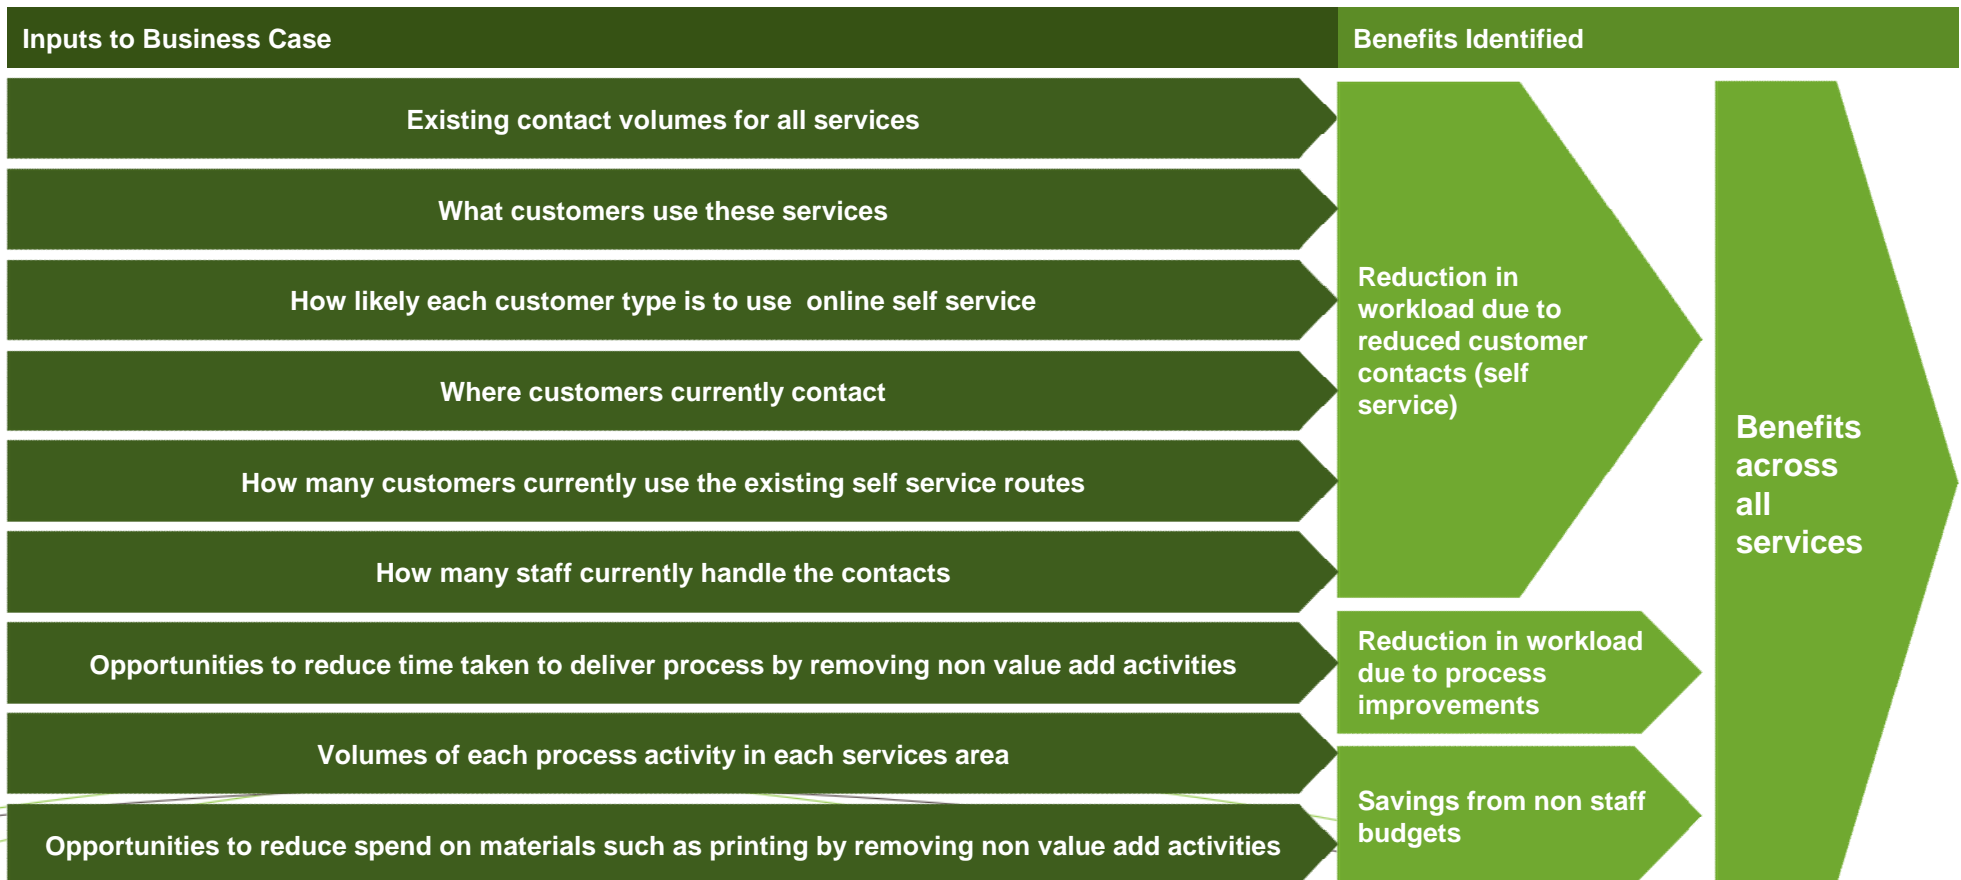 Inputs to Business Case
Benefits Identified
Existing contact volumes for all services
What customers use these services
How likely each customer type is to use  online self service
Where customers currently contact
How many customers currently use the existing self service routes
How many staff currently handle the contacts
Opportunities to reduce time taken to deliver process by removing non value add activities
Volumes of each process activity in each services area
Opportunities to reduce spend on materials such as printing by removing non value add activities
Reduction in
workload due to
reduced customer
contacts (self
service)
Reduction in workload
due to process
improvements
Savings from non staff
budgets
Benefits
across
all
services